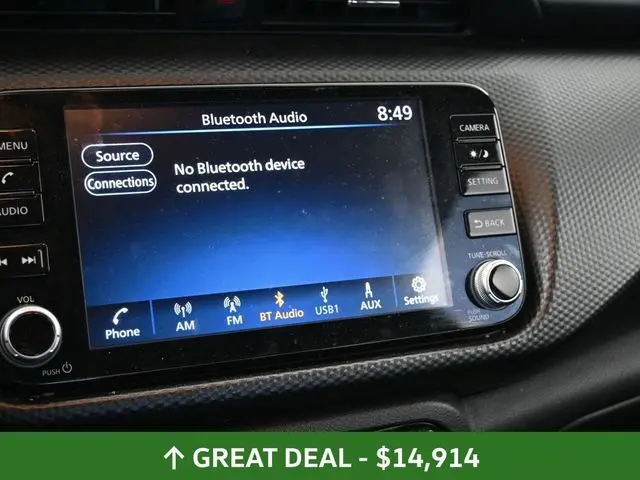 Bluetooth Audio 8:49
MENU
Source
No Bluetooth device
connected.
Connections
AUDIO
CAMERA
SETTING
BACK
TUNE·SCROLL
PUSH
SOUND
VOL
PUSH
Phone
AM
FM
BT Audio
USB1
AUX
Settings
↑ GREAT DEAL - $14,914